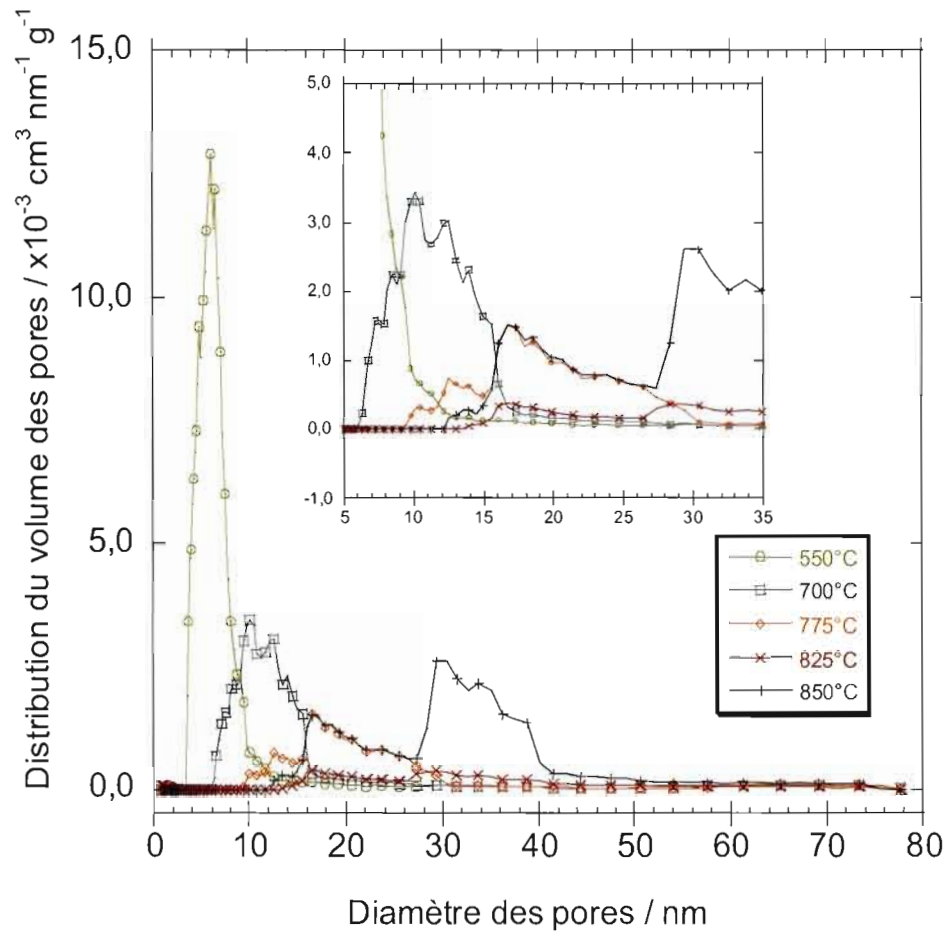 Distribution du volume des pores / x10⁻³ cm³ nm⁻¹ g⁻¹
15,0
10,0
5,0
0,0
5,0
4,0
3,0
2,0
1,0
0,0
-1,0
5 10 15 20 25 30 35
550°C
700°C
775°C
825°C
850°C
0 10 20 30 40 50 60 70 80
Diamètre des pores / nm